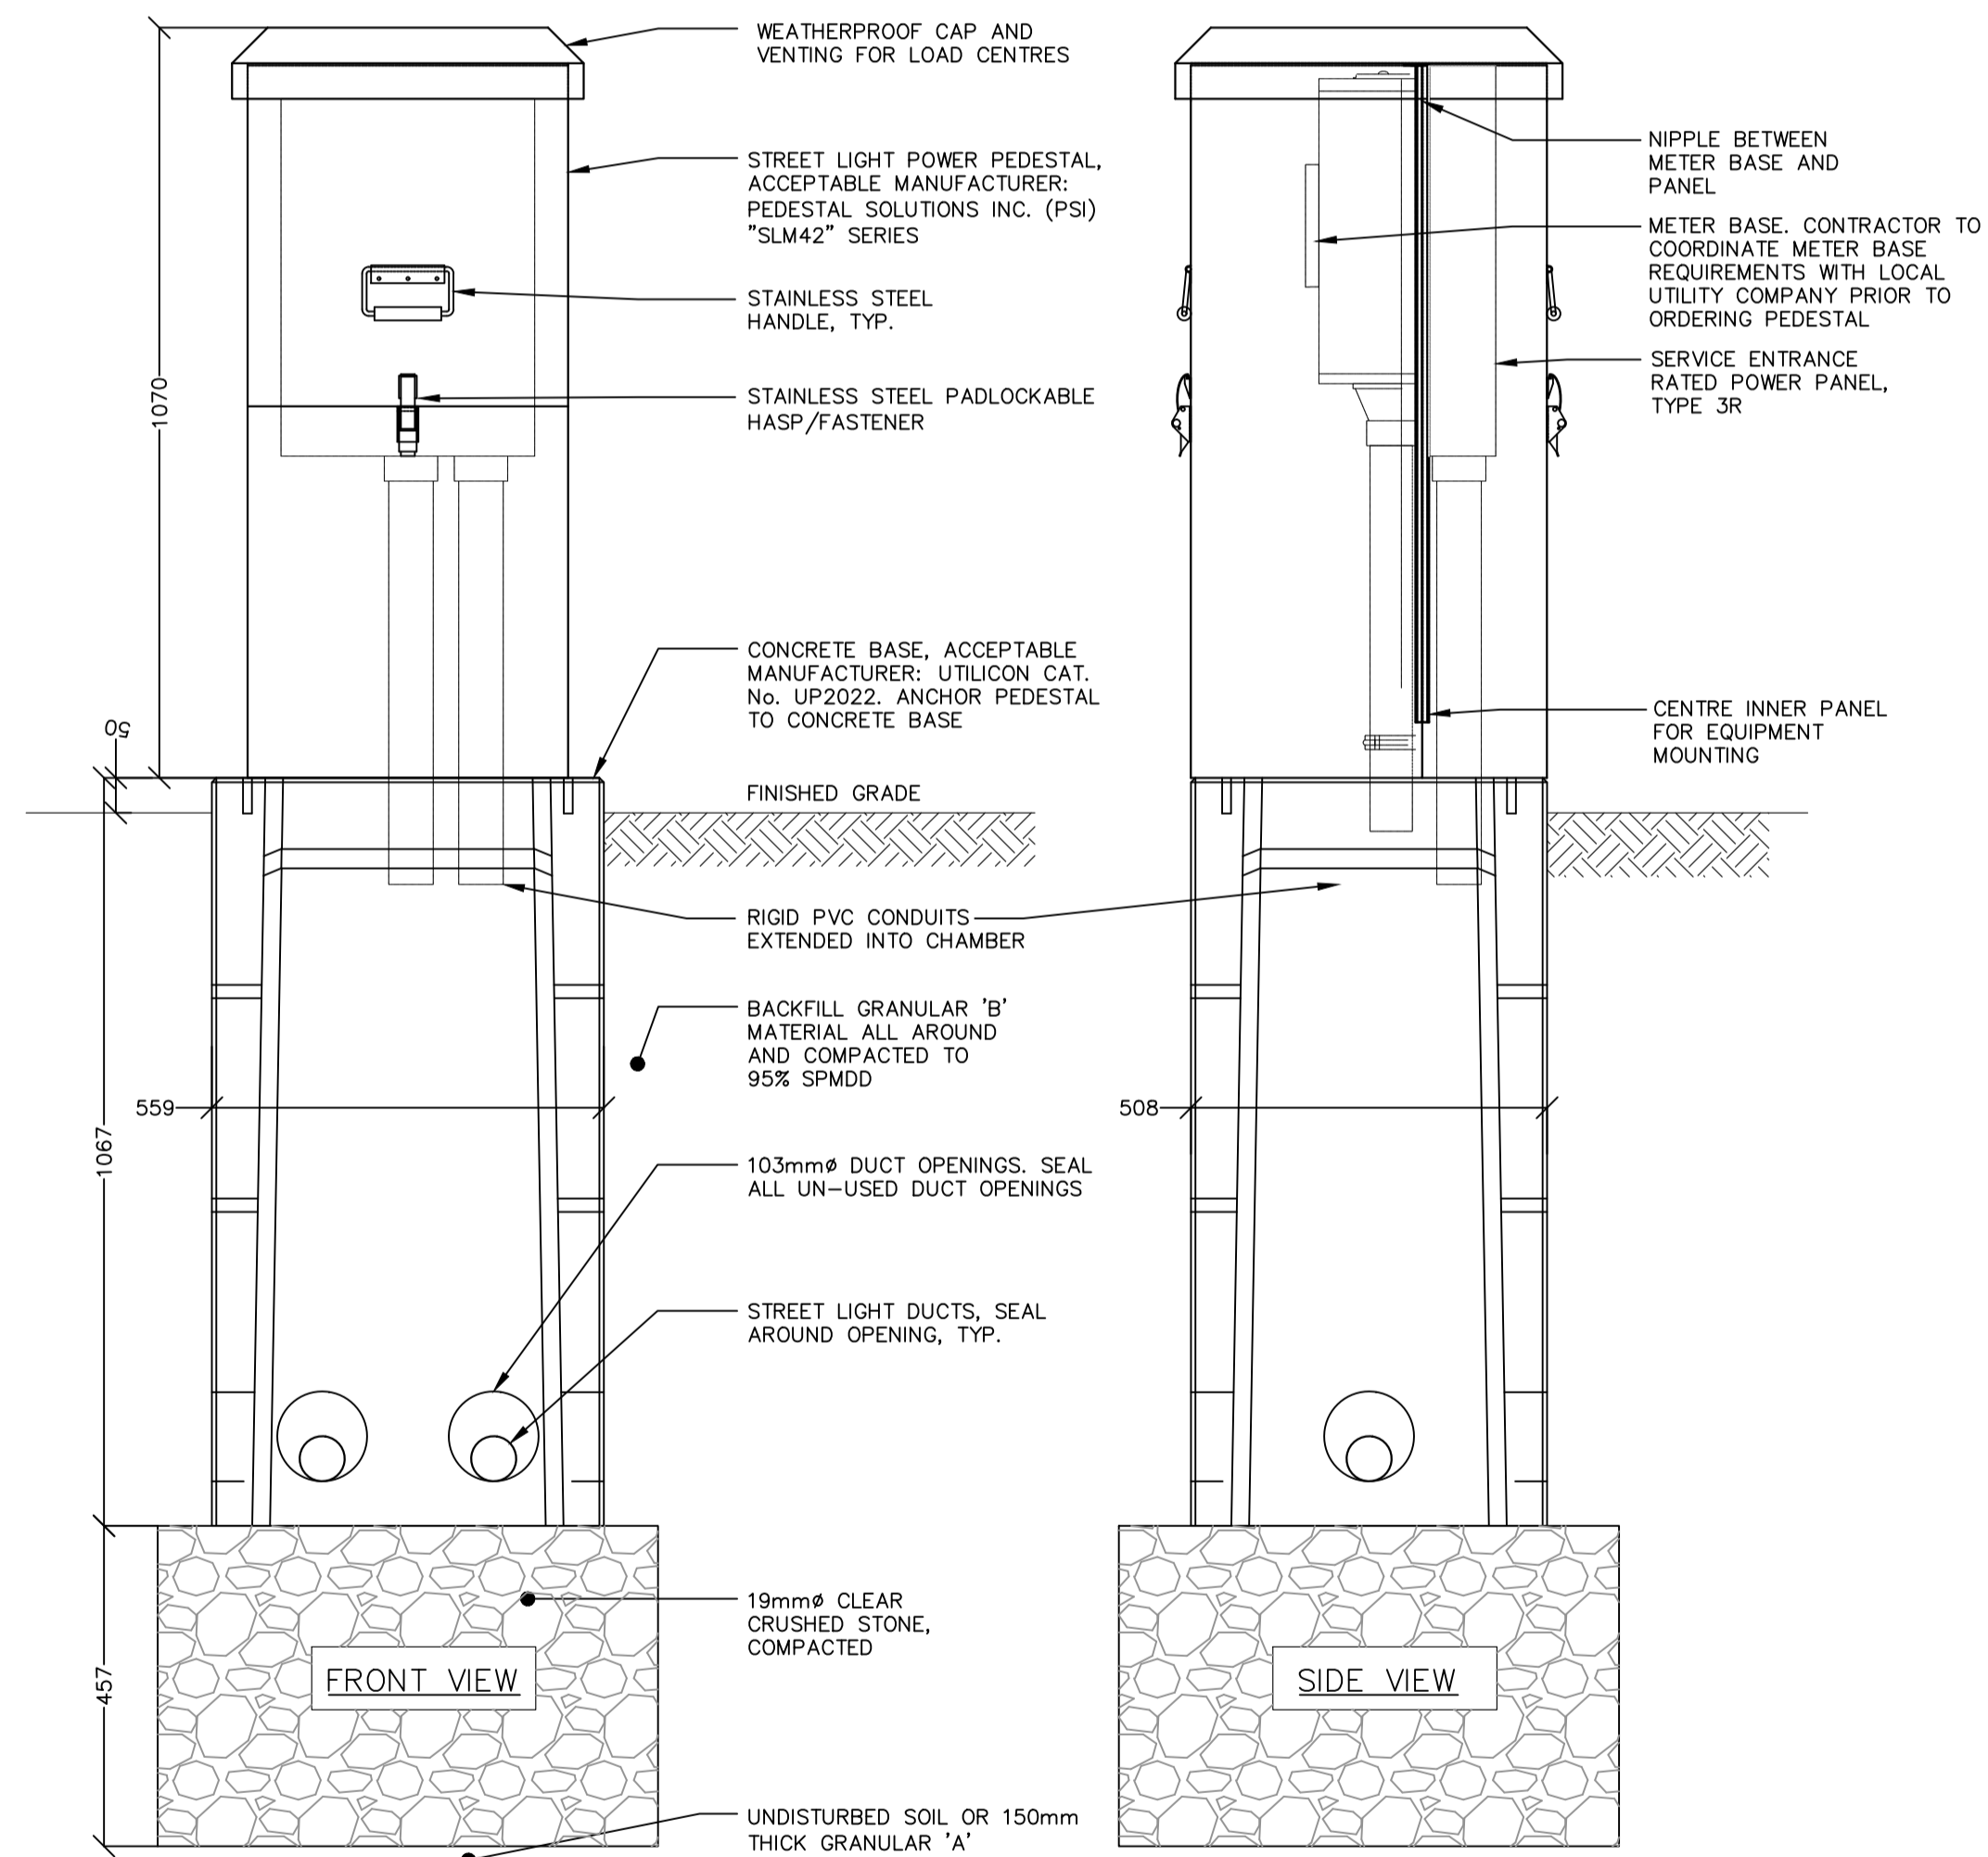 WEATHERPROOF CAP AND
VENTING FOR LOAD CENTRES
STREET LIGHT POWER PEDESTAL,
ACCEPTABLE MANUFACTURER:
PEDESTAL SOLUTIONS INC. (PSI)
"SLM42" SERIES
STAINLESS STEEL
HANDLE, TYP.
STAINLESS STEEL PADLOCKABLE
HASP/FASTENER
CONCRETE BASE, ACCEPTABLE
MANUFACTURER: UTILICON CAT.
No. UP2022. ANCHOR PEDESTAL
TO CONCRETE BASE
FINISHED GRADE
RIGID PVC CONDUITS
EXTENDED INTO CHAMBER
BACKFILL GRANULAR 'B'
MATERIAL ALL AROUND
AND COMPACTED TO
95% SPMDD
103mmø DUCT OPENINGS. SEAL
ALL UN-USED DUCT OPENINGS
STREET LIGHT DUCTS, SEAL
AROUND OPENING, TYP.
19mmø CLEAR
CRUSHED STONE,
COMPACTED
UNDISTURBED SOIL OR 150mm
THICK GRANULAR 'A'
1070
50
1067
559
457
FRONT VIEW
NIPPLE BETWEEN
METER BASE AND
PANEL
METER BASE. CONTRACTOR TO
COORDINATE METER BASE
REQUIREMENTS WITH LOCAL
UTILITY COMPANY PRIOR TO
ORDERING PEDESTAL
SERVICE ENTRANCE
RATED POWER PANEL,
TYPE 3R
CENTRE INNER PANEL
FOR EQUIPMENT
MOUNTING
508
SIDE VIEW